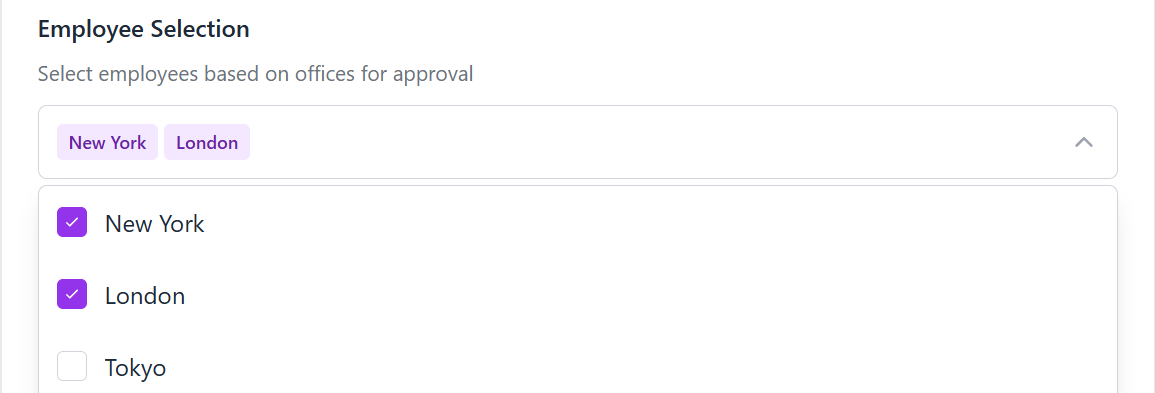 Employee Selection
Select employees based on offices for approval
New York London
New York
London
Tokyo